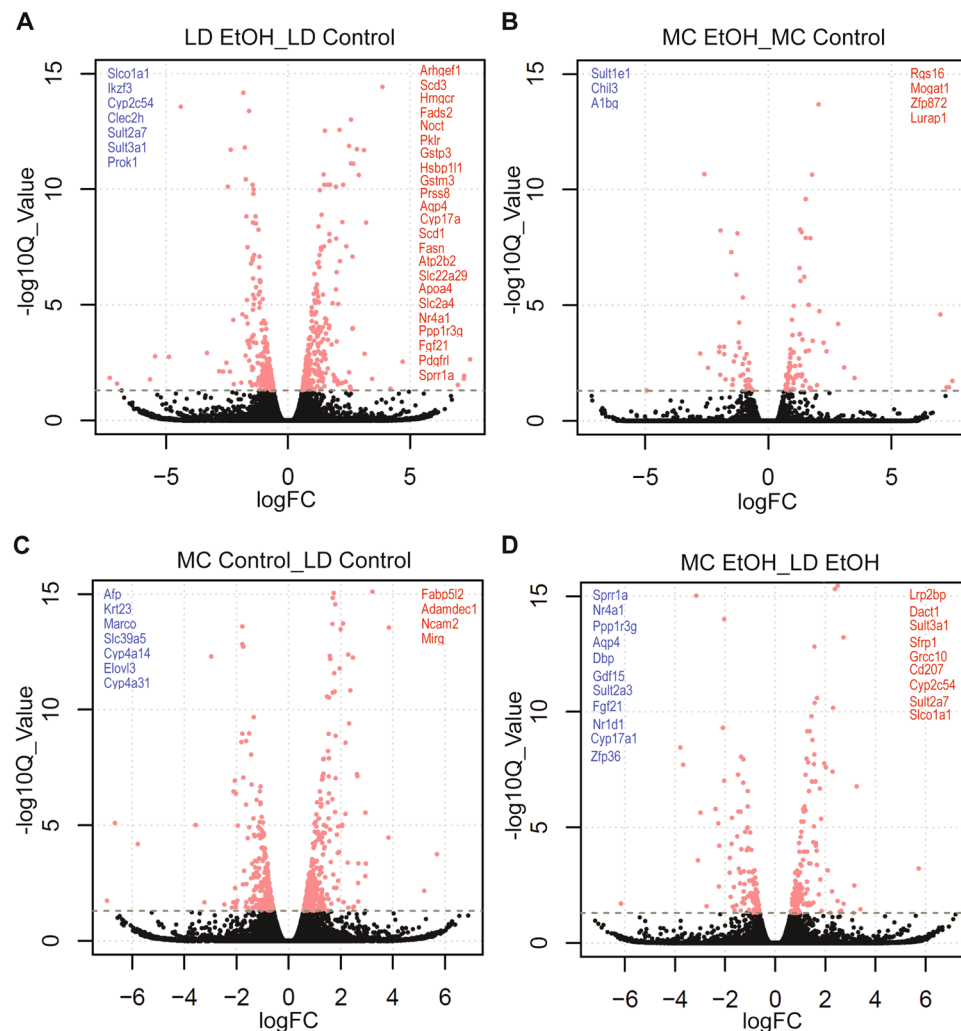 A
LD EtOH_LD Control
-log10Q_Value
15
10
5
0
Slco1a1
Ikzf3
Cyp2c54
Clec2h
Sult2a7
Sult3a1
Prok1
Arhgef1
Scd3
Hmgcr
Fads2
Noct
Pklr
Gstp3
Hsbp1l1
Gstm3
Prss8
Aqp4
Cyp17a
Scd1
Fasn
Atp2b2
Slc22a29
Apoa4
Slc2a4
Nr4a1
Ppp1r3g
Fgf21
Pdgfrl
Sprr1a
−5 0 5
logFC
B
MC EtOH_MC Control
-log10Q_Value
15
10
5
0
Sult1e1
Chil3
A1bg
Rgs16
Mogat1
Zfp872
Lurap1
−5 0 5
logFC
C
MC Control_LD Control
-log10Q_Value
15
10
5
0
Afp
Krt23
Marco
Slc39a5
Cyp4a14
Elovl3
Cyp4a31
Fabp5l2
Adamdec1
Ncam2
Mirg
−6 −4 −2 0 2 4 6
logFC
D
MC EtOH_LD EtOH
-log10Q_Value
15
10
5
0
Sprr1a
Nr4a1
Ppp1r3g
Aqp4
Dbp
Gdf15
Sult2a3
Fgf21
Nr1d1
Cyp17a1
Zfp36
Lrp2bp
Dact1
Sult3a1
Sfrp1
Grcc10
Cd207
Cyp2c54
Sult2a7
Slco1a1
−6 −4 −2 0 2 4 6
logFC